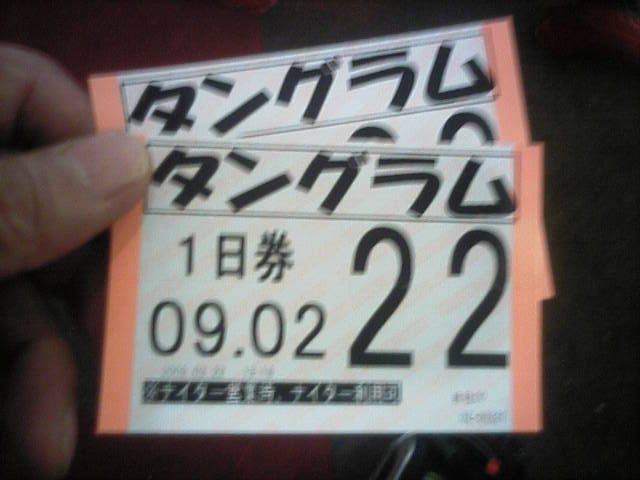 タングラム
タングラム
1日券
22
09.02
※ナイター営業時、ナイター利用可